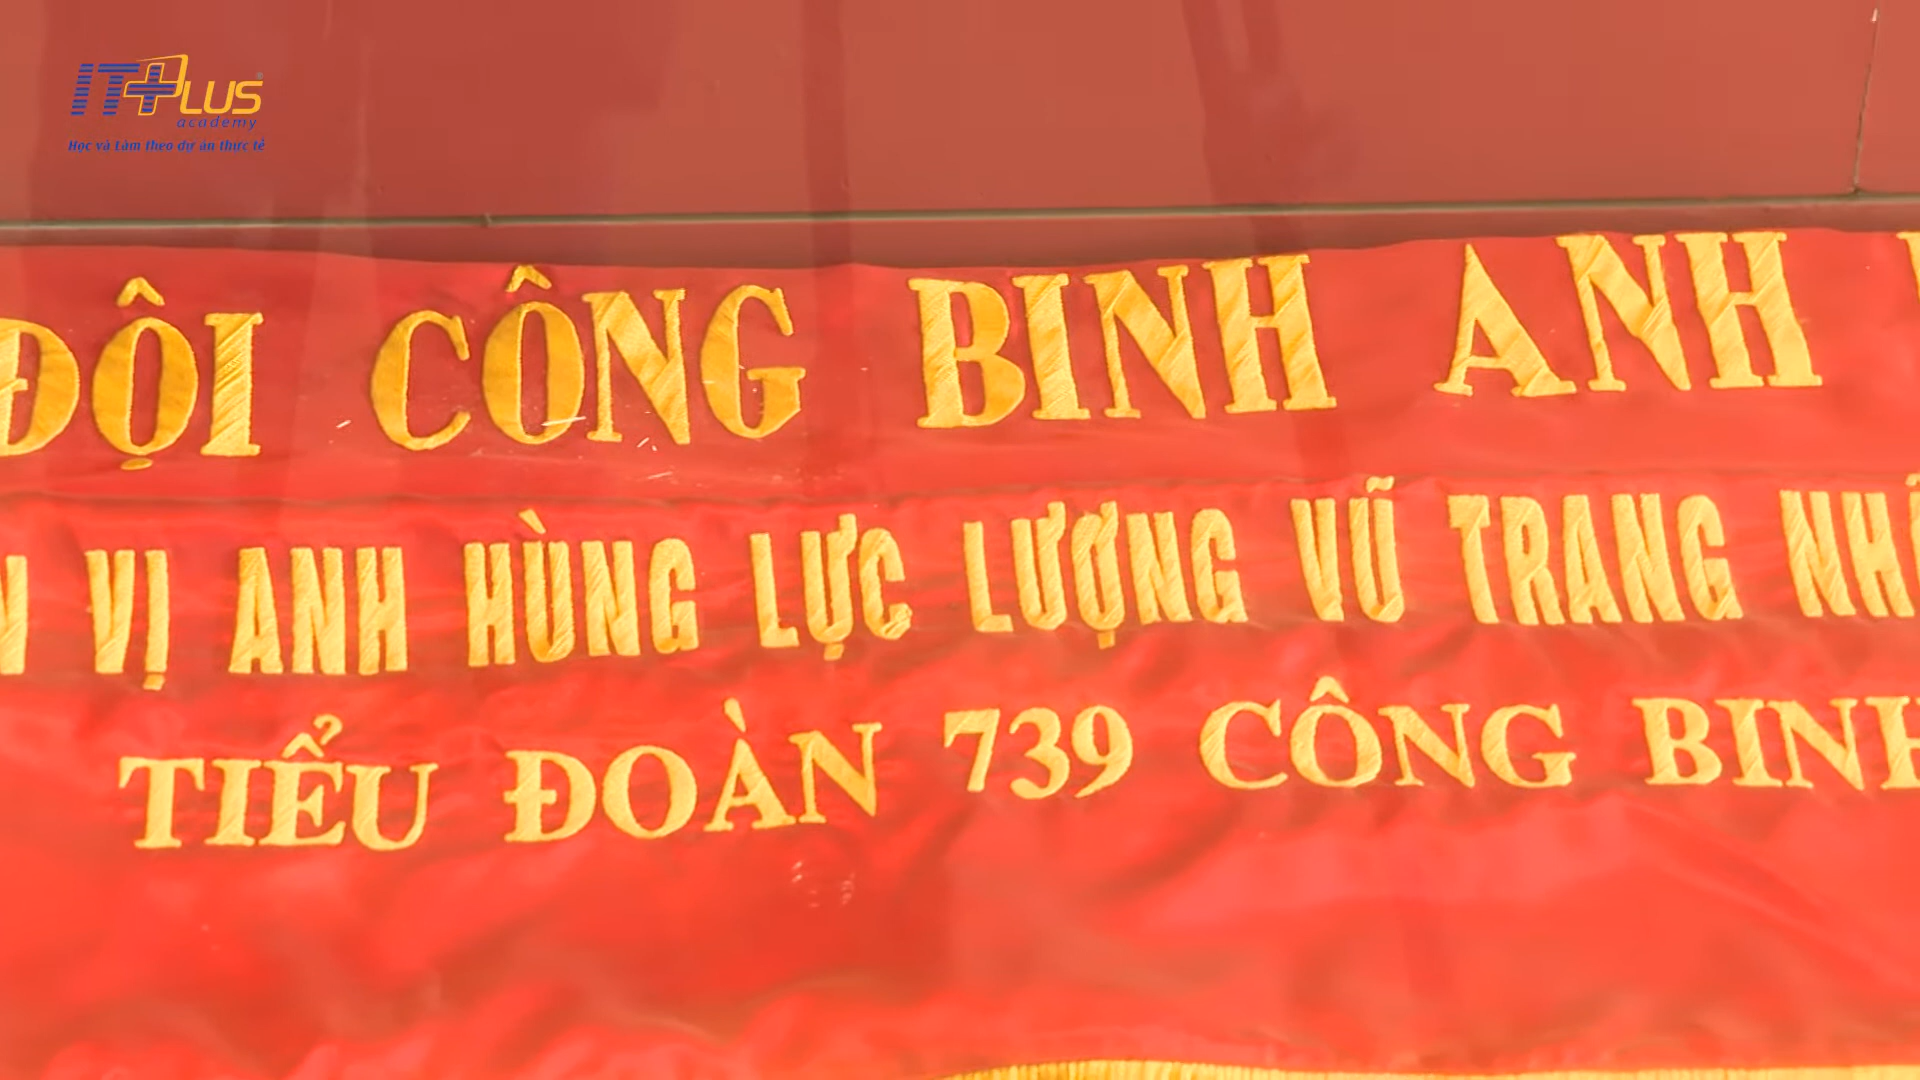 ITPLUS
academy
Học và Làm theo dự án thực tế
ĐỘI CÔNG BINH ANH
VỊ ANH HÙNG LỰC LƯỢNG VŨ TRANG
TIỂU ĐOÀN 739 CÔNG BINH